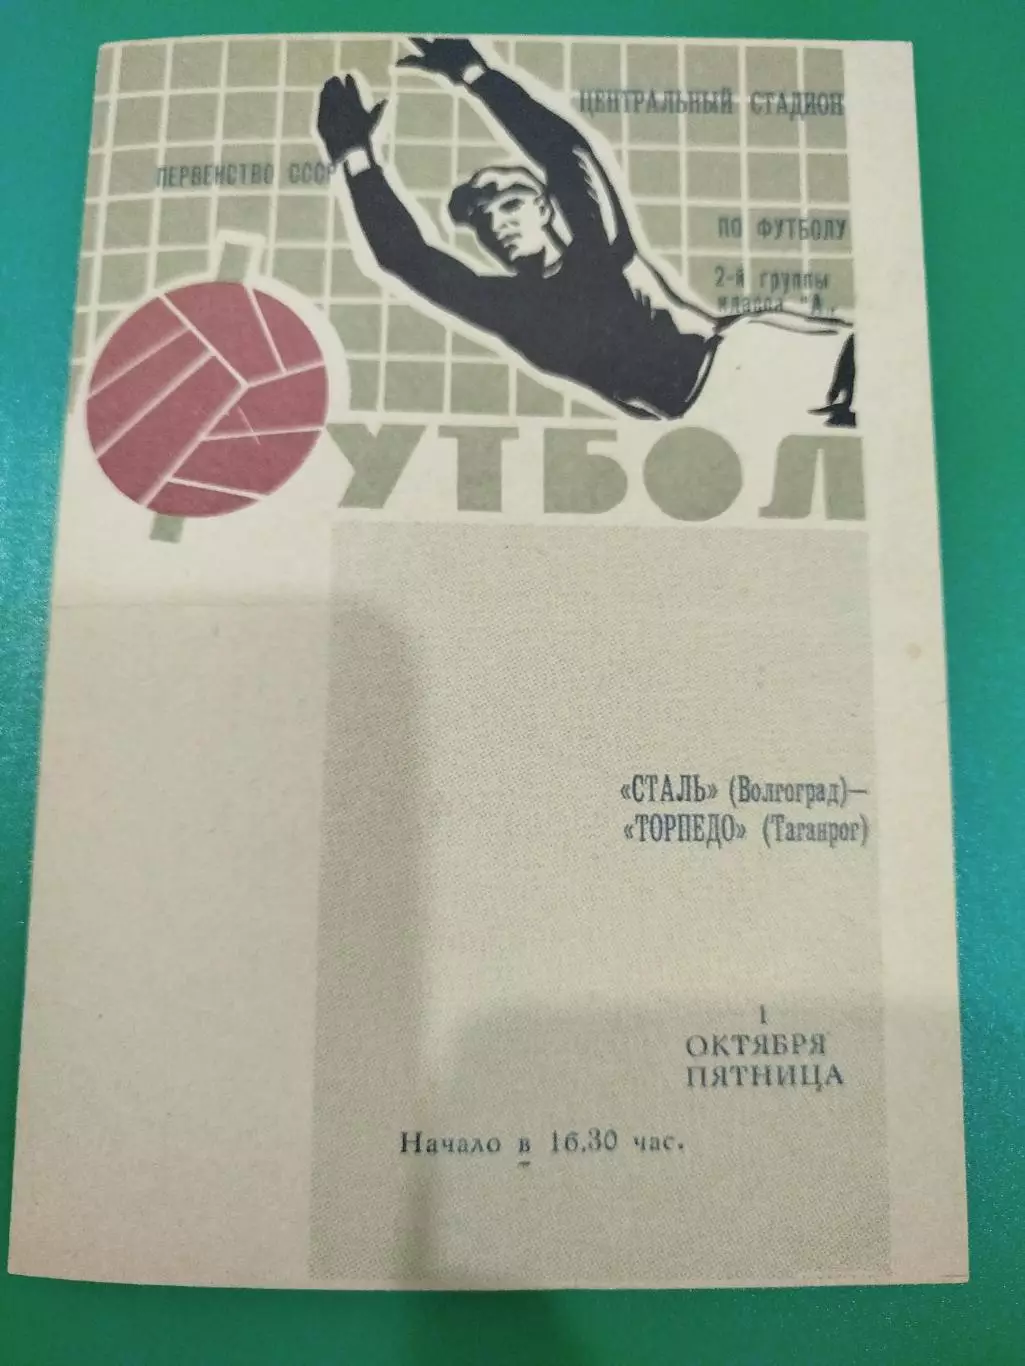 ЦЕНТРАЛЬНЫЙ СТАДИОН
ПЕРВЕНСТВО СССР
ПО ФУТБОЛУ
2-й группы
класса "А"
ФУТБОЛ
«СТАЛЬ» (Волгоград)—
«ТОРПЕДО» (Таганрог)
1
ОКТЯБРЯ
ПЯТНИЦА
Начало в 16.30 час.